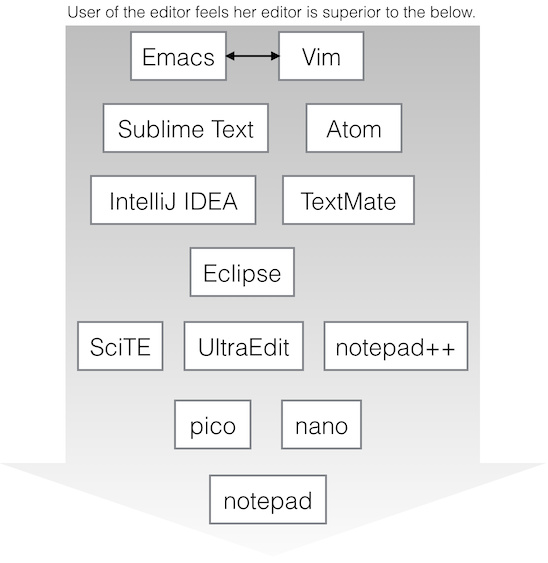 User of the editor feels her editor is superior to the below.
Emacs Vim
Sublime Text Atom
IntelliJ IDEA TextMate
Eclipse
SciTE UltraEdit notepad++
pico nano
notepad